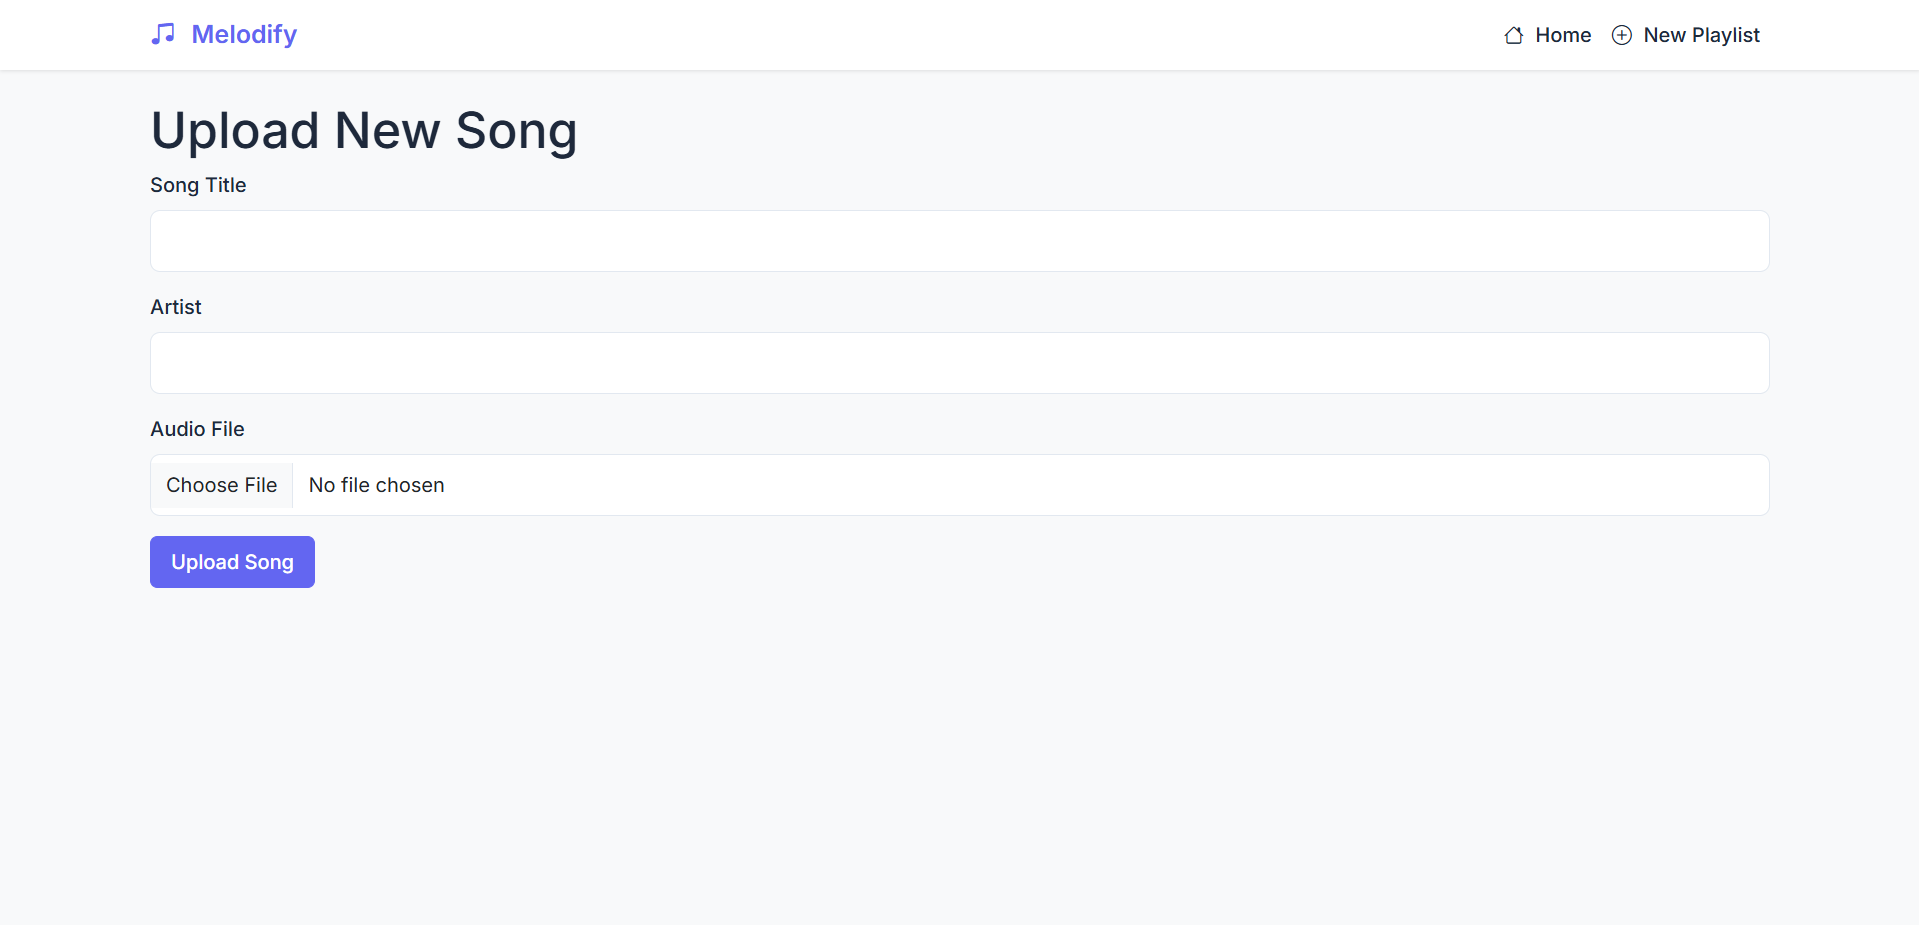 Melodify
Home
New Playlist
Upload New Song
Song Title
Artist
Audio File
Choose File No file chosen
Upload Song